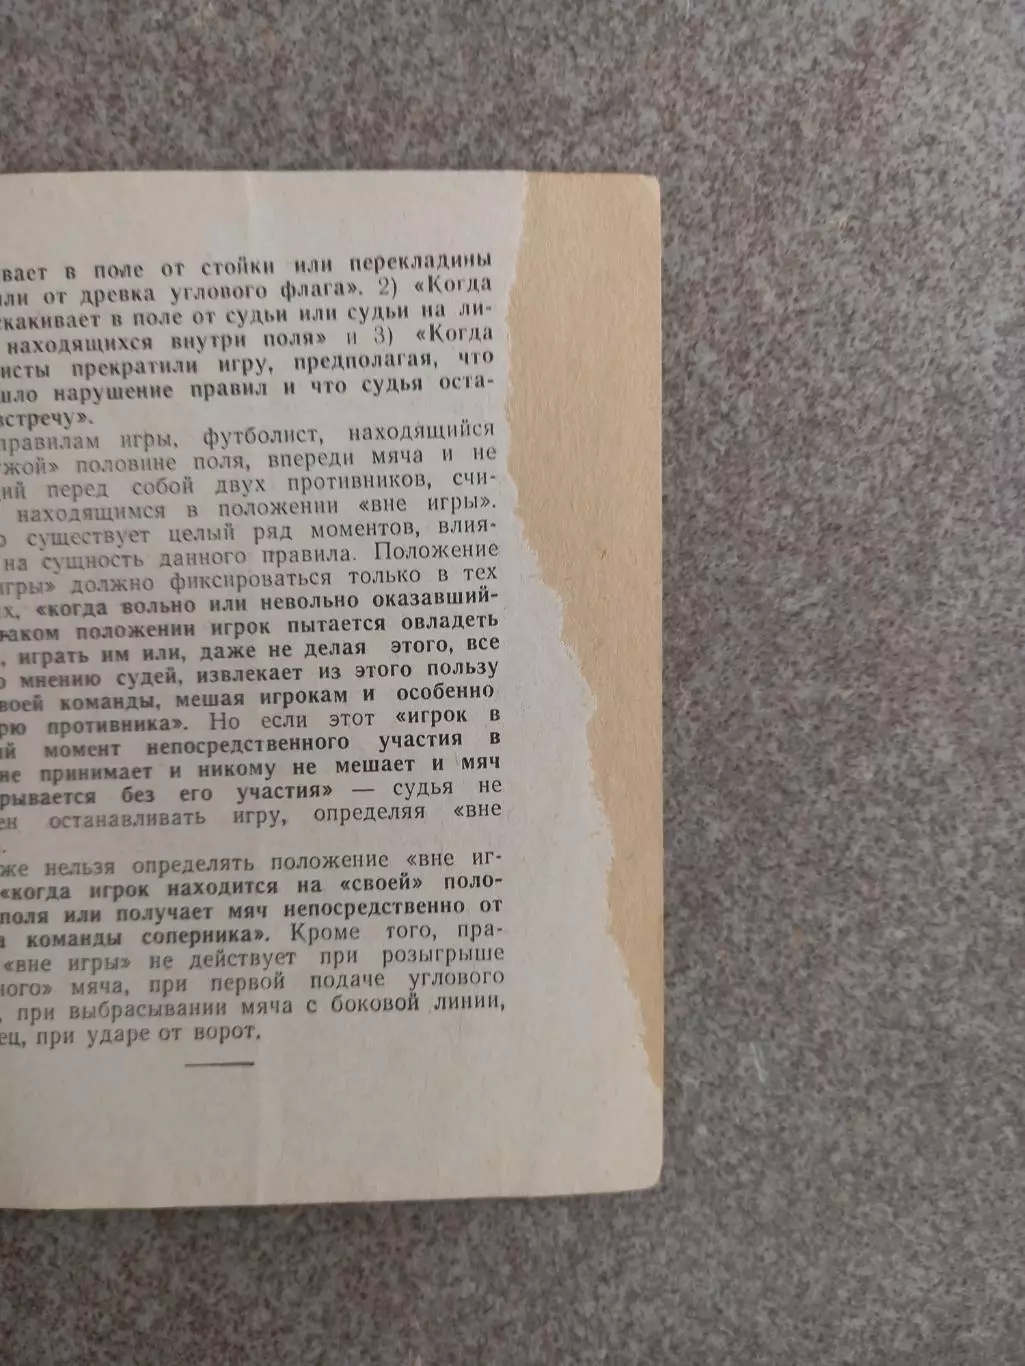 вает в поле от стойки или перекладины
или от древка углового флага». 2) «Когда
скакивает в поле от судьи или судьи на ли-
находящихся внутри поля» и 3) «Когда
исты прекратили игру, предполагая, что
шло нарушение правил и что судья оста-
встречу».
правилам игры, футболист, находящийся
жой» половине поля, впереди мяча и не
щий перед собой двух противников, счи-
находящимся в положении «вне игры».
о существует целый ряд моментов, влия-
на сущность данного правила. Положение
игры» должно фиксироваться только в тех
ях, «когда вольно или невольно оказавший-
таком положении игрок пытается овладеть
, играть им или, даже не делая этого, все
о мнению судей, извлекает из этого пользу
воей команды, мешая игрокам и особенно
рю противника». Но если этот «игрок в
ий момент непосредственного участия в
не принимает и никому не мешает и мяч
рывается без его участия» — судья не
ен останавливать игру, определяя «вне
.
же нельзя определять положение «вне иг-
«когда игрок находится на «своей» поло-
поля или получает мяч непосредственно от
а команды соперника». Кроме того, пра-
«вне игры» не действует при розыгрыше
ного» мяча, при первой подаче углового
, при выбрасывании мяча с боковой линии,
ец, при ударе от ворот.